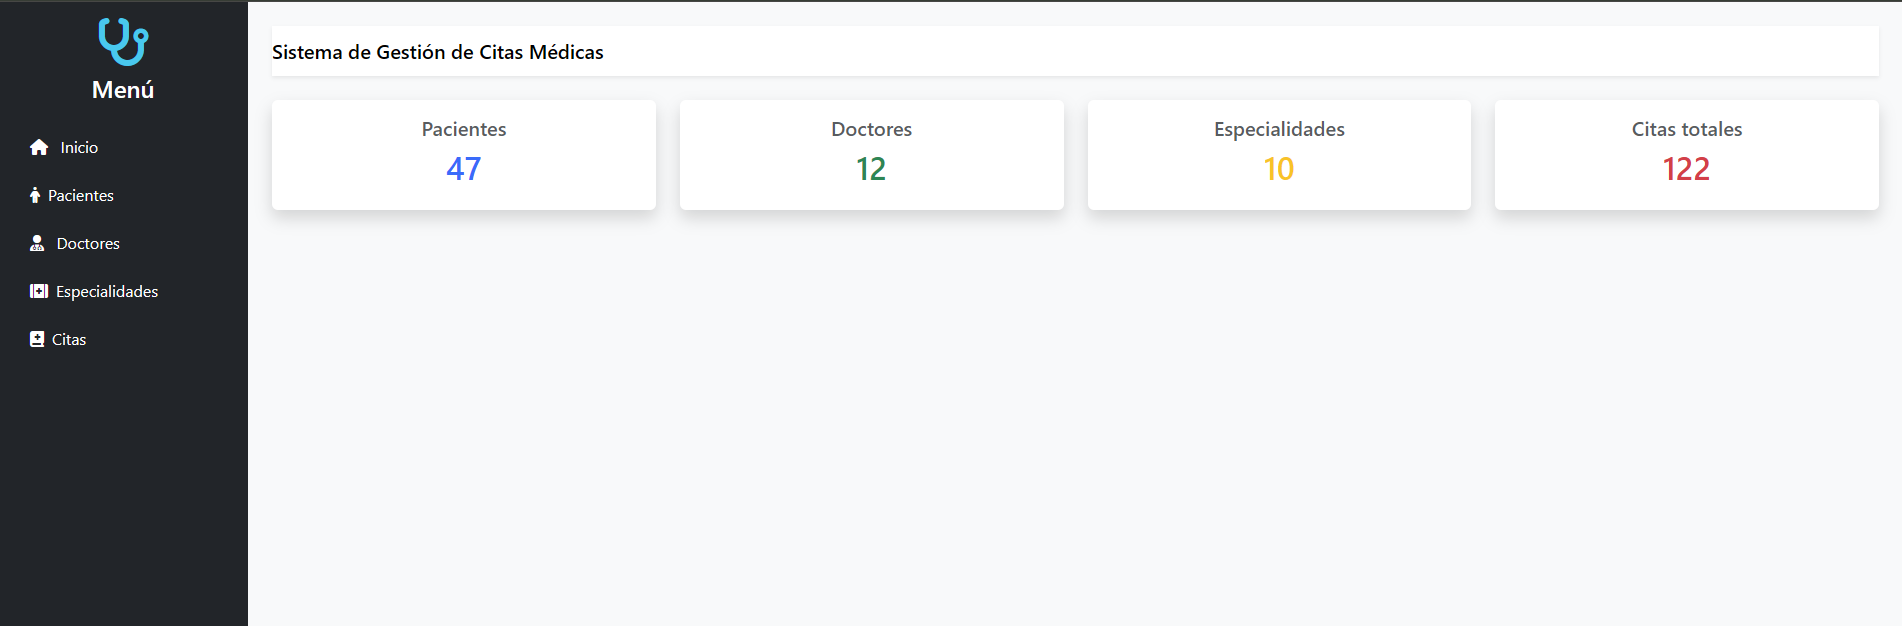 Menú
Inicio
Pacientes
Doctores
Especialidades
Citas
Sistema de Gestión de Citas Médicas
Pacientes
47
Doctores
12
Especialidades
10
Citas totales
122